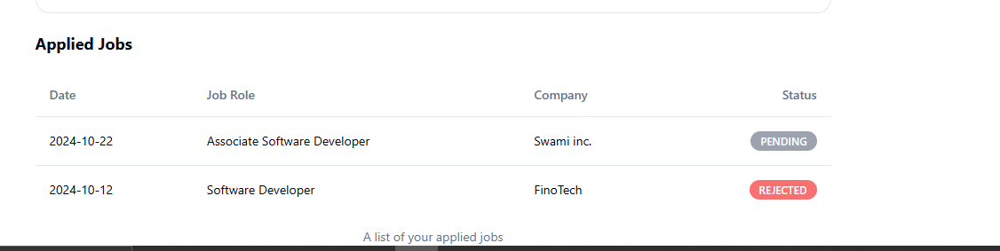 Applied Jobs
Date Job Role Company Status
2024-10-22 Associate Software Developer Swami inc. PENDING
2024-10-12 Software Developer FinoTech REJECTED
A list of your applied jobs